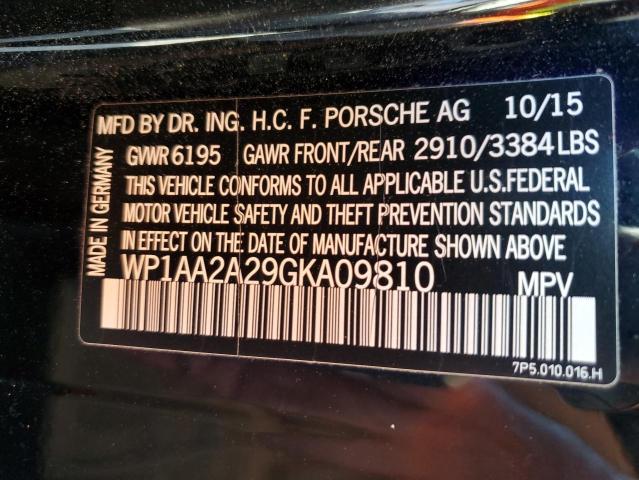 MFD BY DR. ING. H.C. F. PORSCHE AG 10/15
GVWR 6195 GAWR FRONT/REAR 2910/3384 LBS
THIS VEHICLE CONFORMS TO ALL APPLICABLE U.S.FEDERAL
MOTOR VEHICLE SAFETY AND THEFT PREVENTION STANDARDS
IN EFFECT ON THE DATE OF MANUFACTURE SHOWN ABOVE
WP1AA2A29GKA09810 MPV
7P5.010.016.H
MADE IN GERMANY